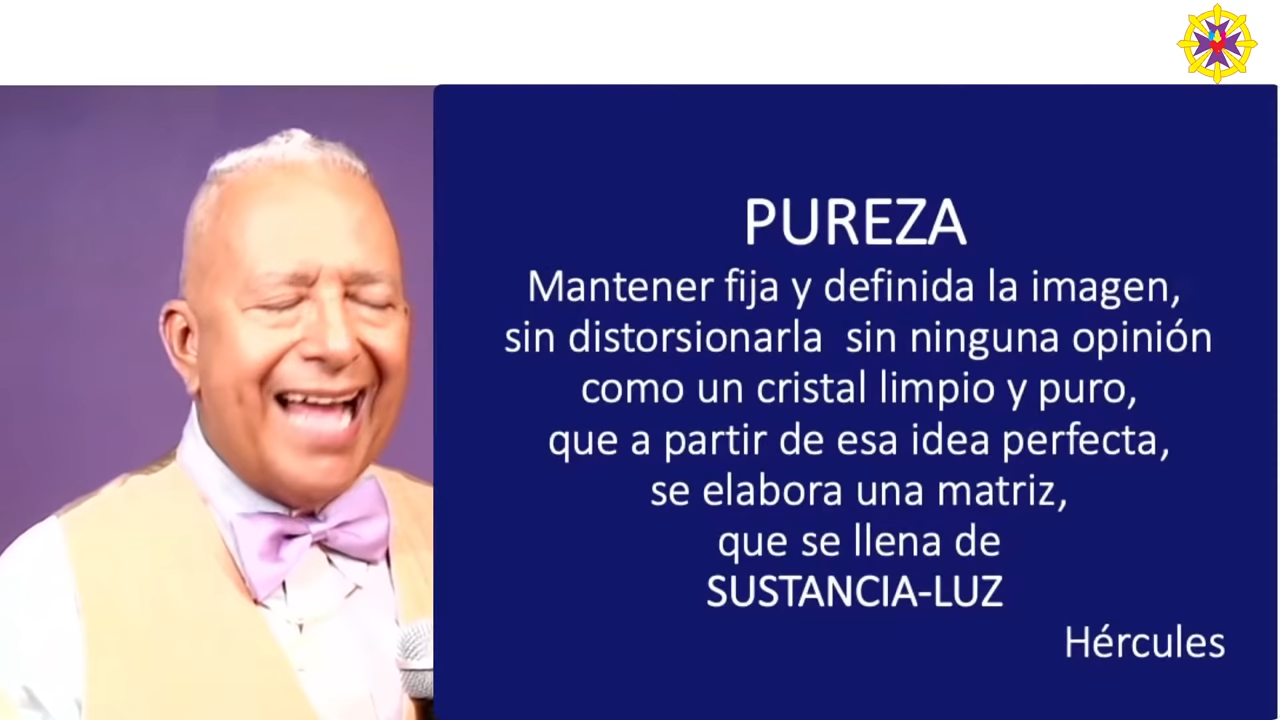 PUREZA
Mantener fija y definida la imagen,
sin distorsionarla  sin ninguna opinión
como un cristal limpio y puro,
que a partir de esa idea perfecta,
se elabora una matriz,
que se llena de
SUSTANCIA-LUZ
Hércules